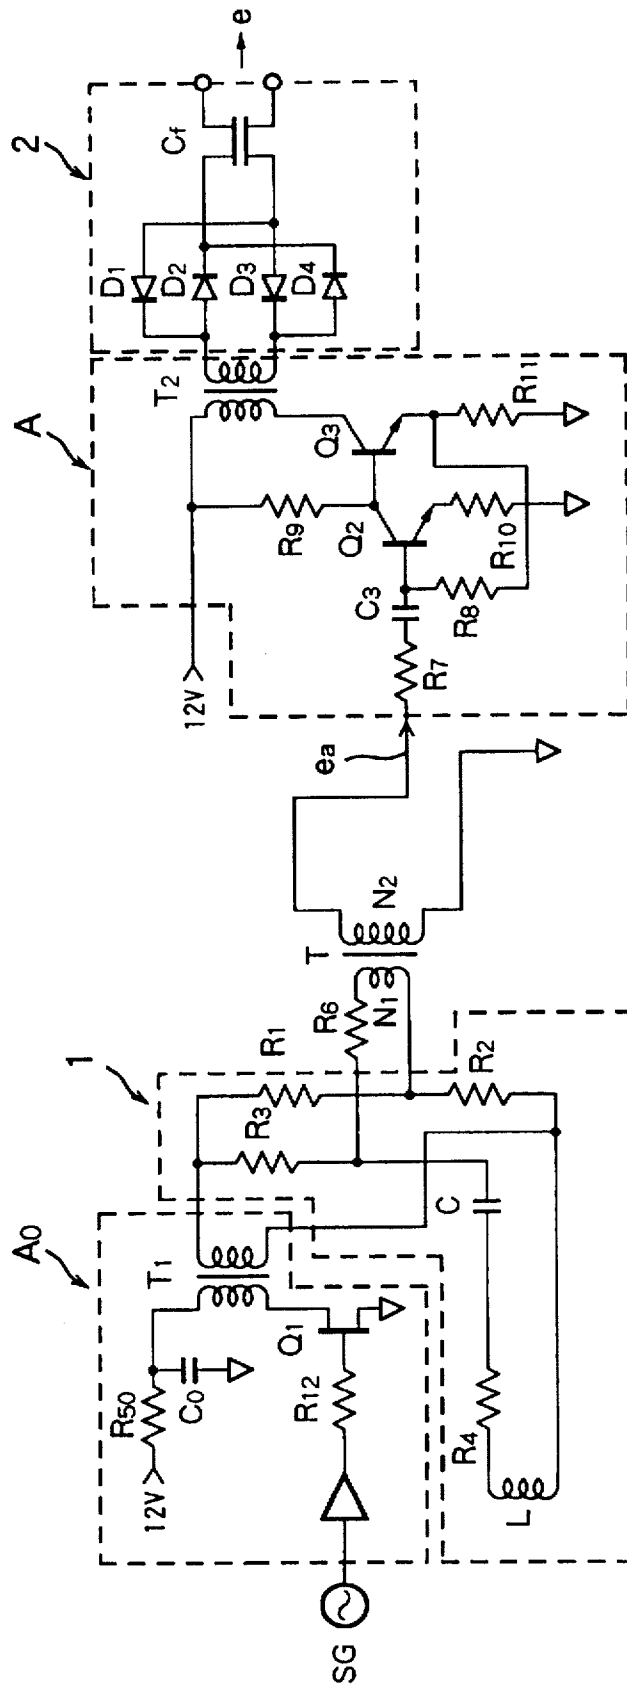 SG
A0
12V
R50
C0
T1
Q1
R12
1
R3
R1
R2
C
R4
L
R6
N1
T
N2
ea
A
12V
R9
T2
Q3
Q2
R7
C3
R8
R10
R11
2
D1
D2
D3
D4
Cf
e